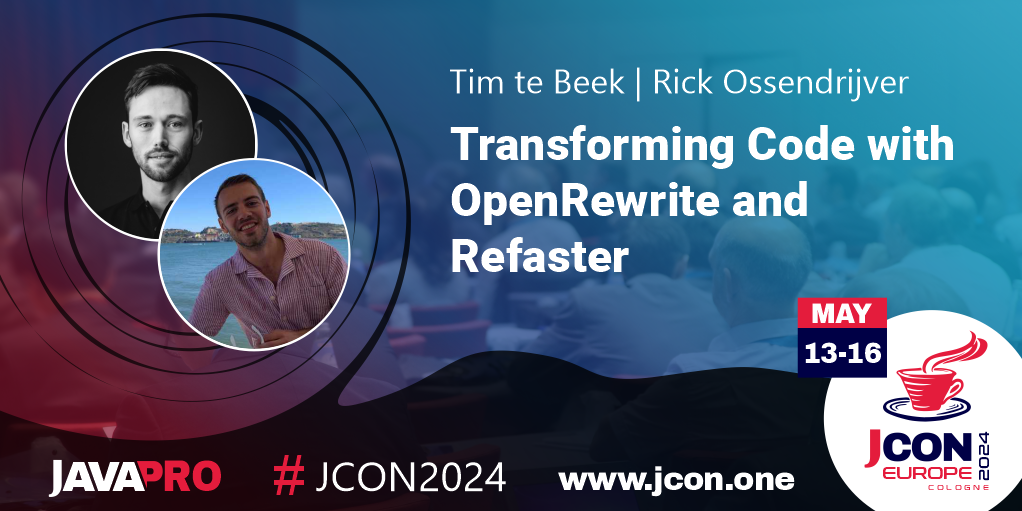 Tim te Beek | Rick Ossendrijver
Transforming Code with
OpenRewrite and
Refaster
MAY
13-16
JCON
EUROPE
COLOGNE
2024
JAVAPRO
# JCON2024
www.jcon.one